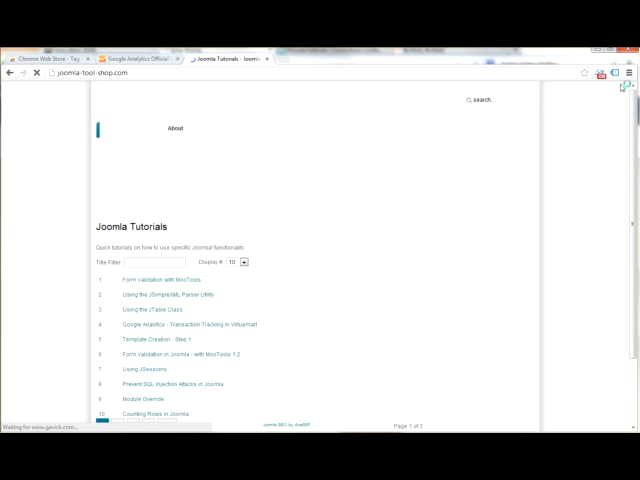 Chrome Web Store - Tag
Google Analytics Official
Joomla Tutorials - Joomla
joomla-tool-shop.com
search...
About
Joomla Tutorials
Quick tutorials on how to use specific Joomla! functionality
Title Filter
Display # 10
1 Form Validation with MooTools
2 Using the JSimpleXML Parser Utility
3 Using the JTable Class
4 Google Analytics - Transaction Tracking in Virtuemart
5 Template Creation - Step 1
6 Form Validation in Joomla - with MooTools 1.2
7 Using JSessions
8 Prevent SQL Injection Attacks in Joomla
9 Module Override
10 Counting Rows in Joomla
Joomla SEO by AceSEF
Page 1 of 3
Waiting for www.gavick.com...